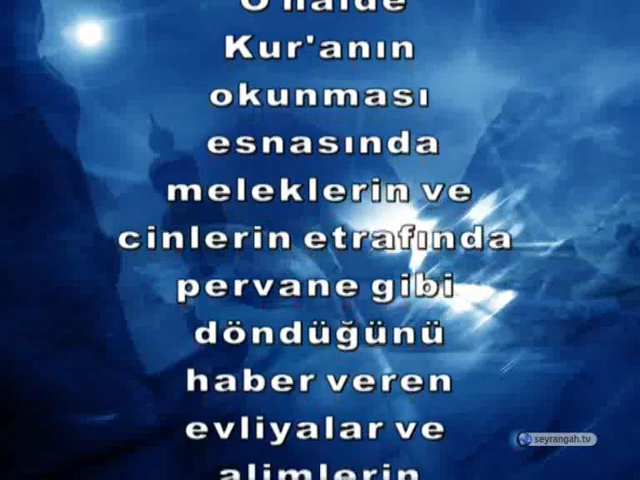 O halde
Kur'anın
okunması
esnasında
meleklerin ve
cinlerin etrafında
pervane gibi
döndüğünü
haber veren
evliyalar ve
alimlerin
seyrangah.tv